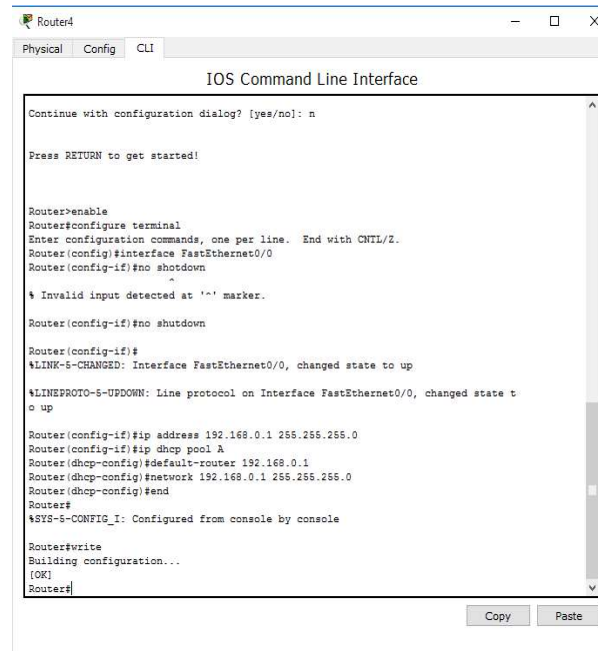 Router4
Physical Config CLI
IOS Command Line Interface
Continue with configuration dialog? [yes/no]: n
Press RETURN to get started!
Router>enable
Router#configure terminal
Enter configuration commands, one per line. End with CNTL/Z.
Router(config)#interface FastEthernet0/0
Router(config-if)#no shotdown
^
% Invalid input detected at '^' marker.
Router(config-if)#no shutdown
Router(config-if)#
%LINK-5-CHANGED: Interface FastEthernet0/0, changed state to up
%LINEPROTO-5-UPDOWN: Line protocol on Interface FastEthernet0/0, changed state t
o up
Router(config-if)#ip address 192.168.0.1 255.255.255.0
Router(config-if)#ip dhcp pool A
Router(dhcp-config)#default-router 192.168.0.1
Router(dhcp-config)#network 192.168.0.1 255.255.255.0
Router(dhcp-config)#end
Router#
%SYS-5-CONFIG_I: Configured from console by console
Router#write
Building configuration...
[OK]
Router#
Copy Paste